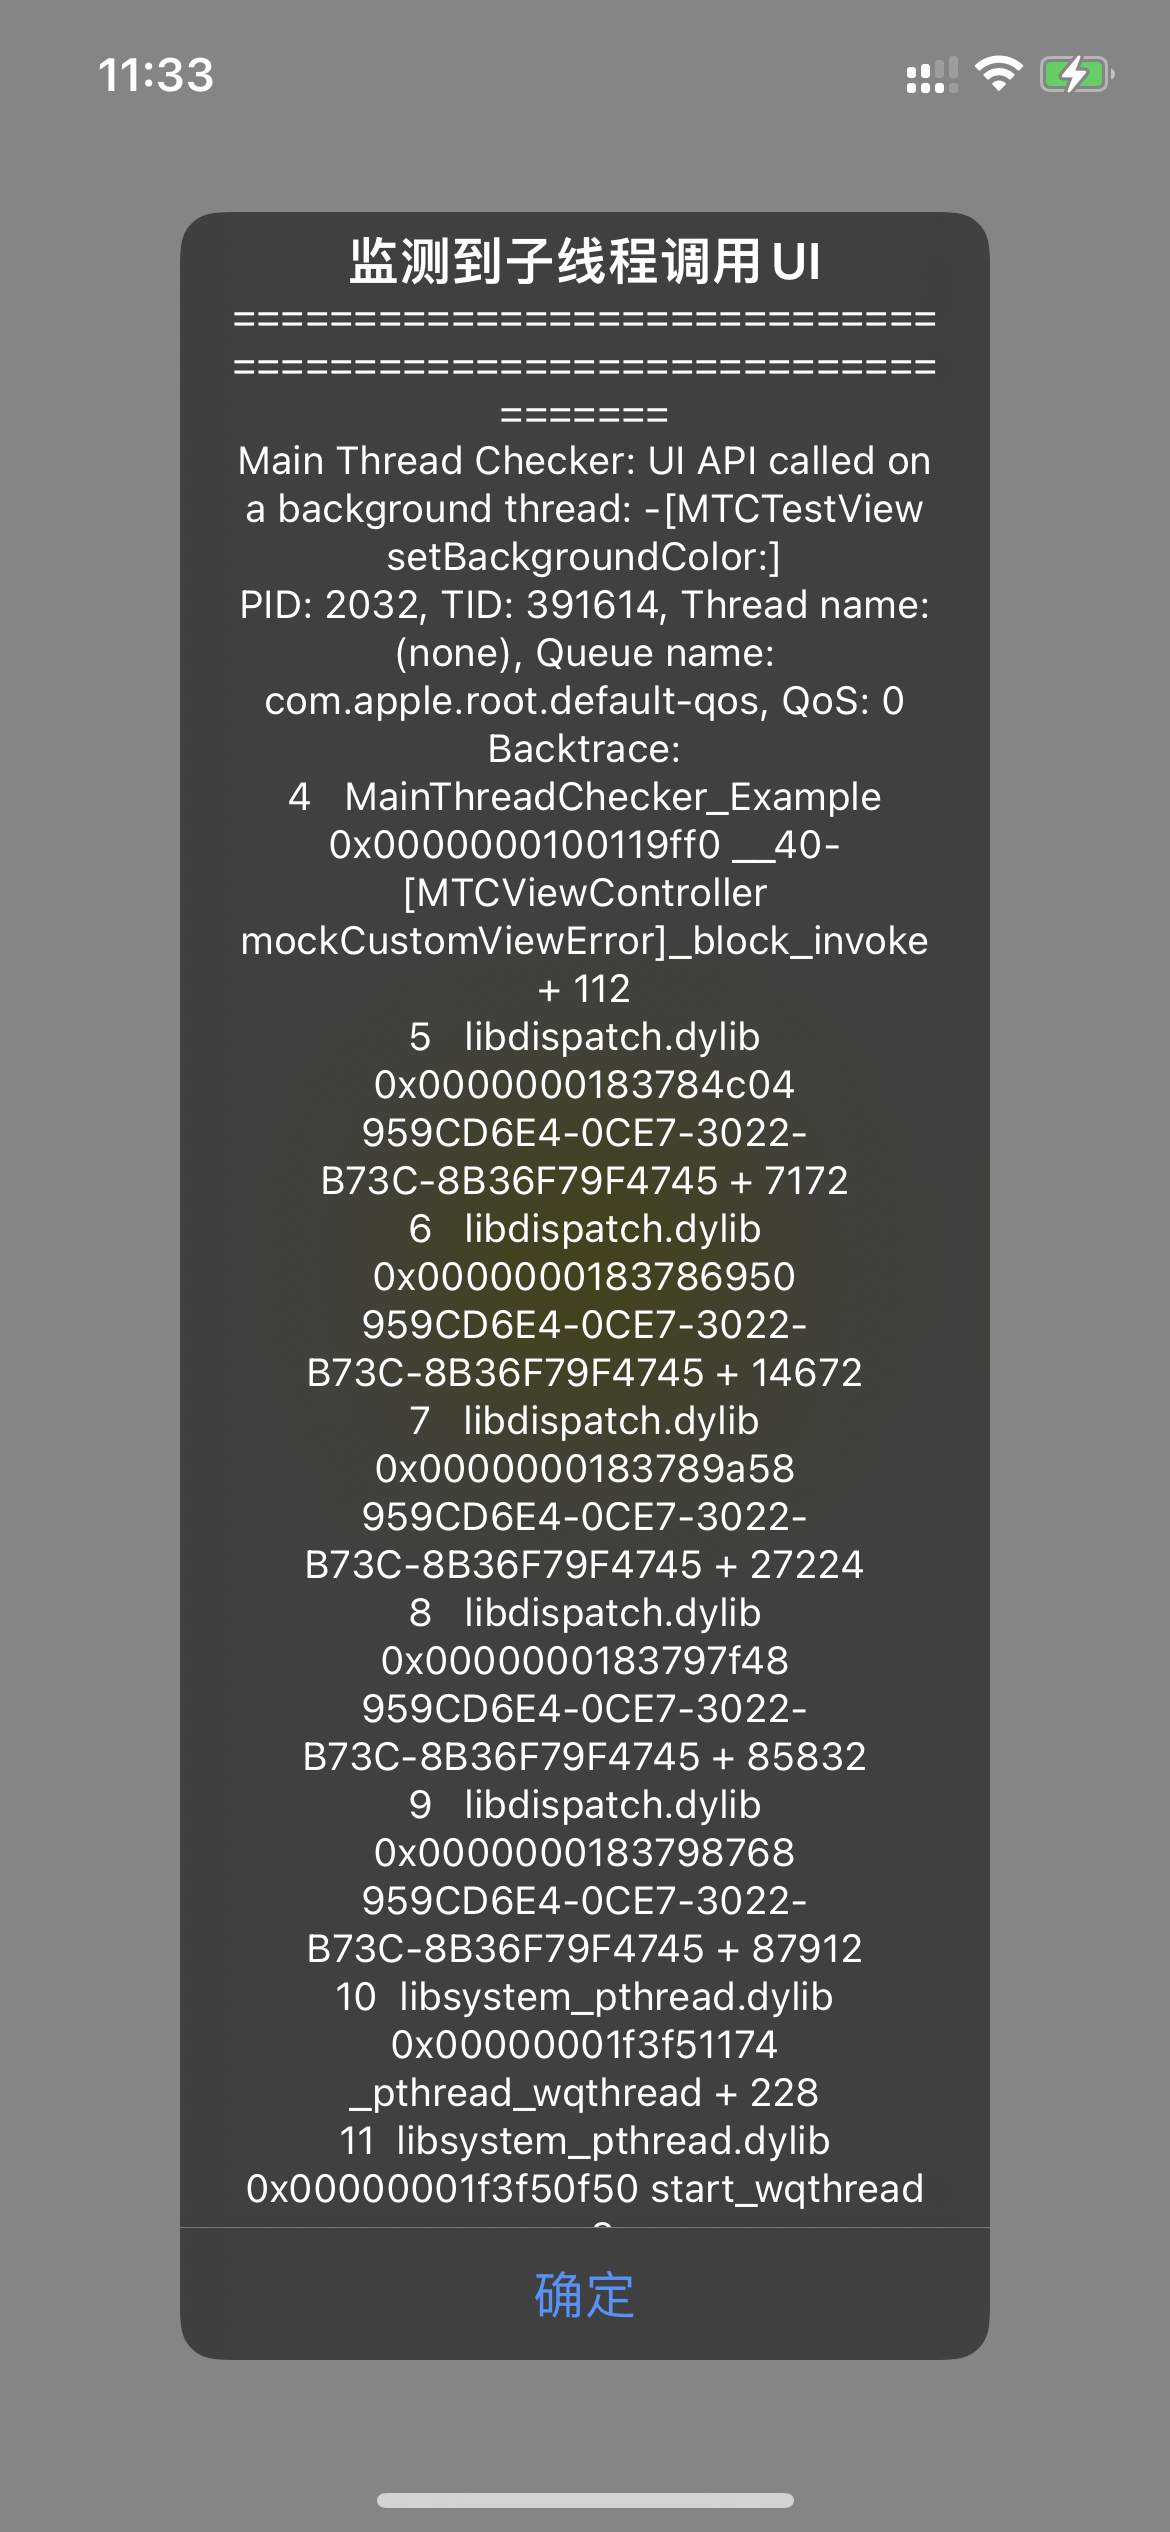 11:33
监测到子线程调用UI
=============================
=============================
=======
Main Thread Checker: UI API called on
a background thread: -[MTCTestView
setBackgroundColor:]
PID: 2032, TID: 391614, Thread name:
(none), Queue name:
com.apple.root.default-qos, QoS: 0
Backtrace:
4   MainThreadChecker_Example
0x0000000100119ff0 __40-
[MTCViewController
mockCustomViewError]_block_invoke
+ 112
5   libdispatch.dylib
0x0000000183784c04
959CD6E4-0CE7-3022-
B73C-8B36F79F4745 + 7172
6   libdispatch.dylib
0x0000000183786950
959CD6E4-0CE7-3022-
B73C-8B36F79F4745 + 14672
7   libdispatch.dylib
0x0000000183789a58
959CD6E4-0CE7-3022-
B73C-8B36F79F4745 + 27224
8   libdispatch.dylib
0x0000000183797f48
959CD6E4-0CE7-3022-
B73C-8B36F79F4745 + 85832
9   libdispatch.dylib
0x0000000183798768
959CD6E4-0CE7-3022-
B73C-8B36F79F4745 + 87912
10  libsystem_pthread.dylib
0x00000001f3f51174
_pthread_wqthread + 228
11  libsystem_pthread.dylib
0x00000001f3f50f50 start_wqthread
确定